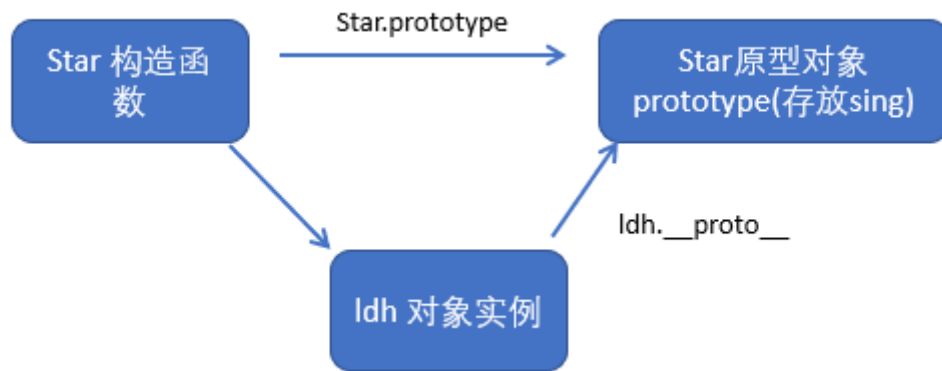 Star.prototype
Star 构造函
数
Star原型对象
prototype(存放sing)
ldh.__proto__
ldh 对象实例